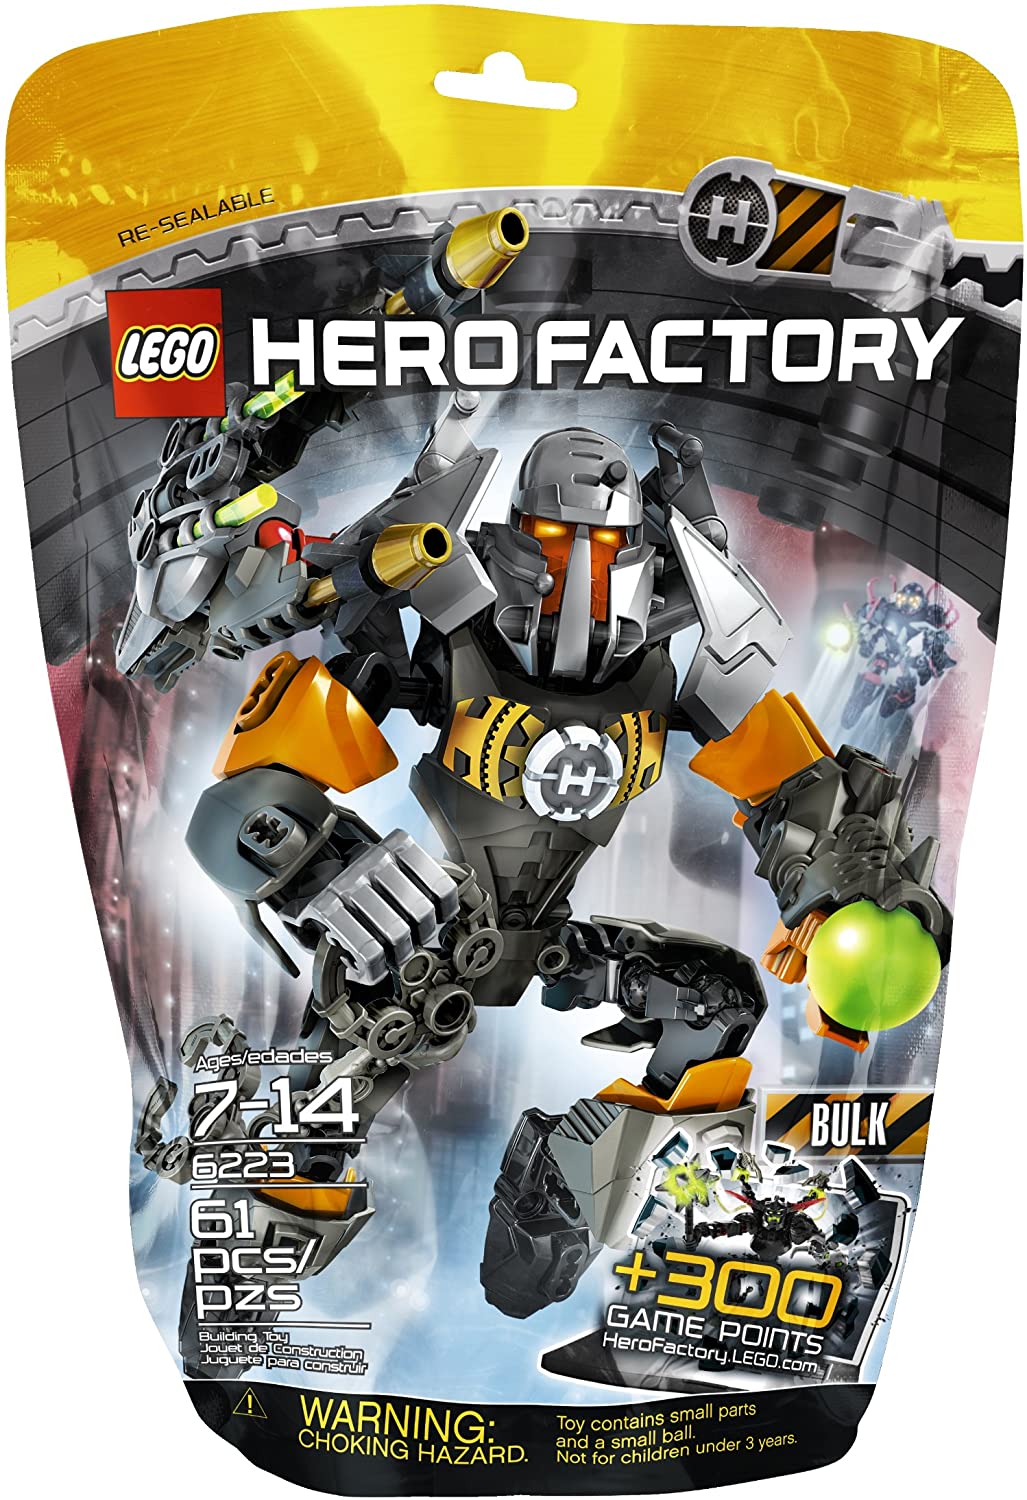 RE-SEALABLE
H
LEGO HERO FACTORY
H
Ages/edades
7-14
6223
61
pcs/
pzs
Building Toy
Jouet de Construction
Juguete para construir
BULK
+300
GAME POINTS
HeroFactory.LEGO.com
WARNING:
CHOKING HAZARD.
Toy contains small parts
and a small ball.
Not for children under 3 years.